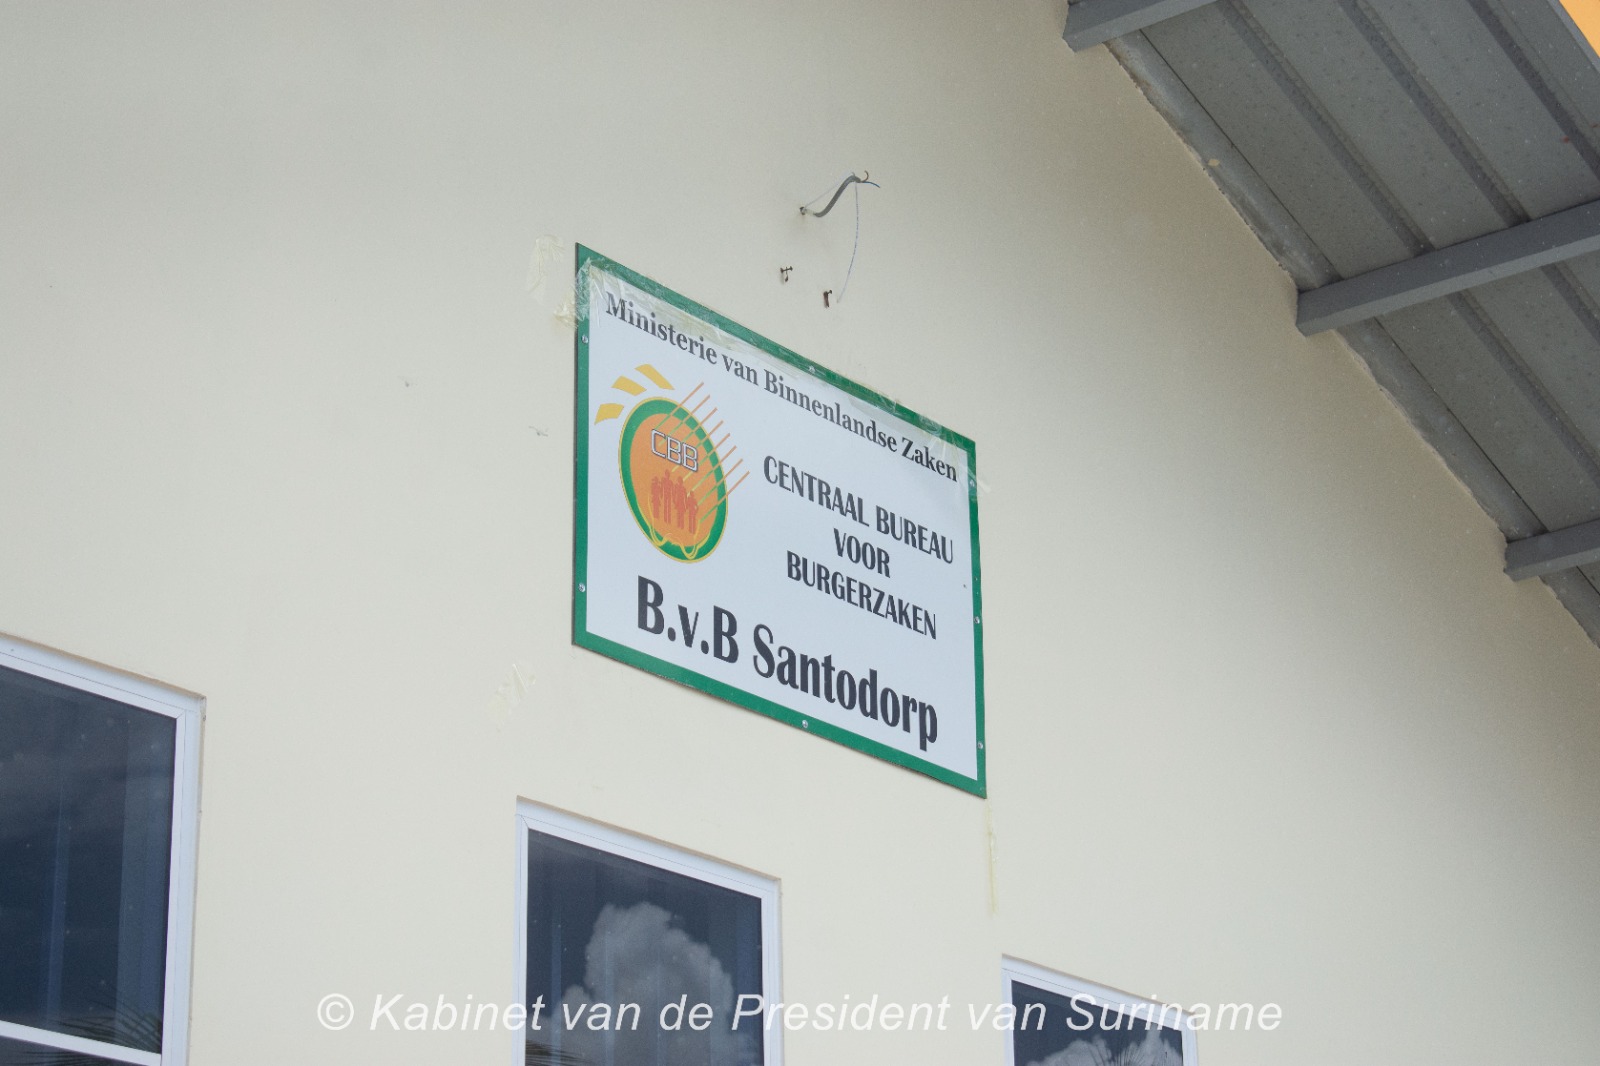 Ministerie van Binnenlandse Zaken
CBB
CENTRAAL BUREAU
VOOR
BURGERZAKEN
B.v.B Santodorp
© Kabinet van de President van Suriname